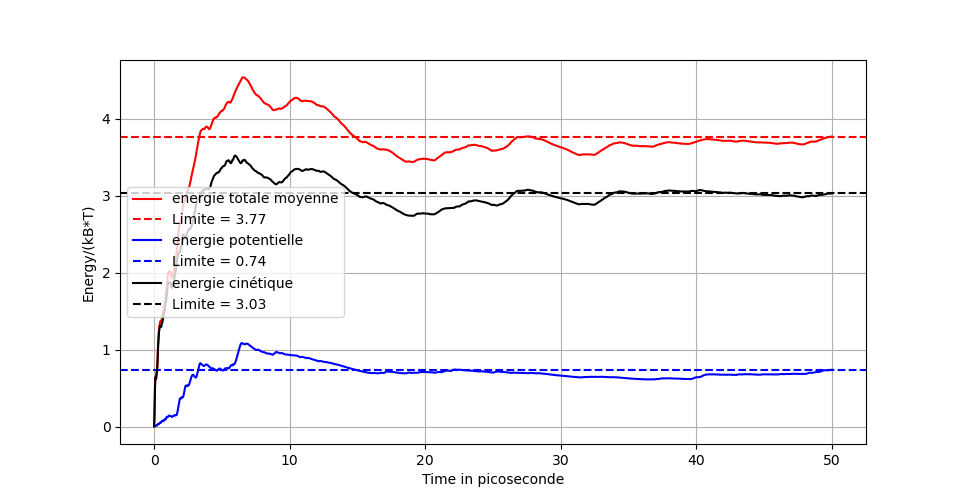 Energy/(kB*T)
4
3
2
1
0
energie totale moyenne
Limite = 3.77
energie potentielle
Limite = 0.74
energie cinétique
Limite = 3.03
0 10 20 30 40 50
Time in picoseconde